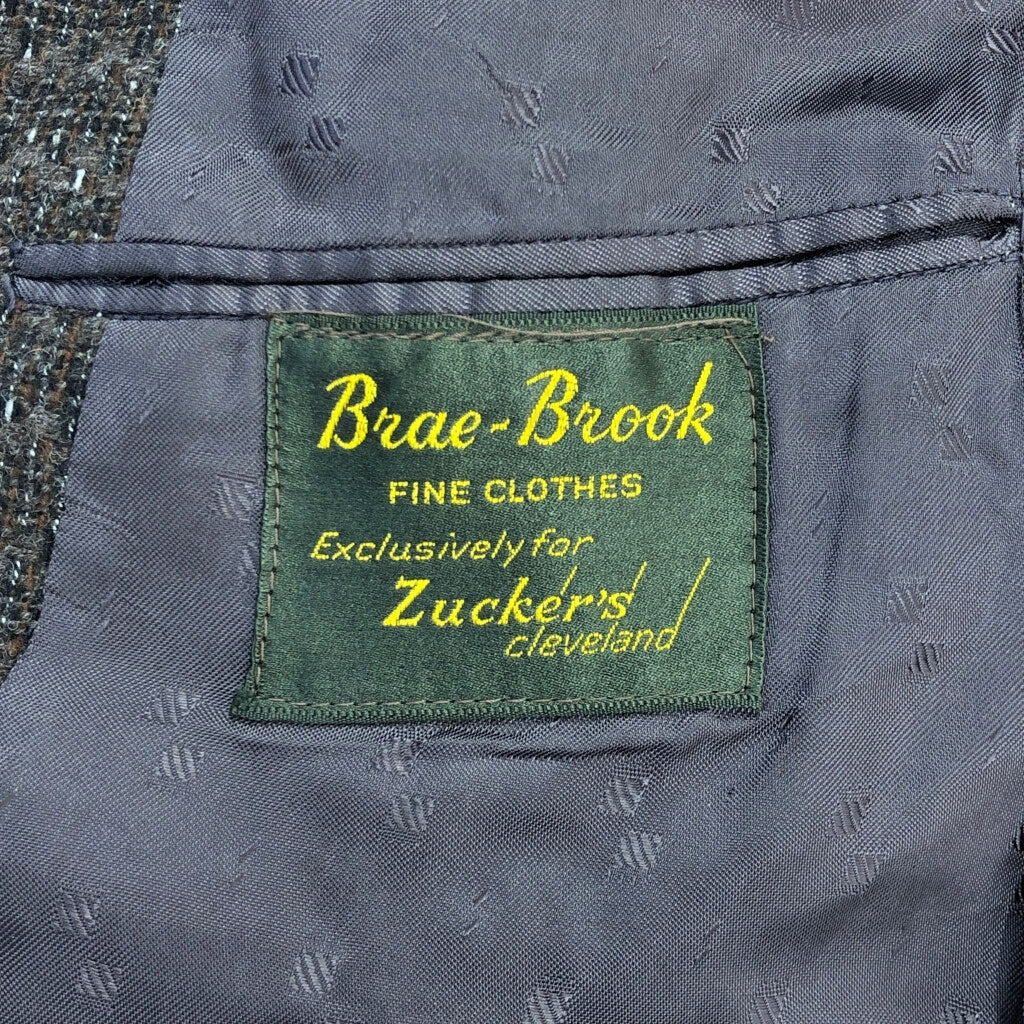 Brae-Brook
FINE CLOTHES
Exclusively for
Zucker's
cleveland